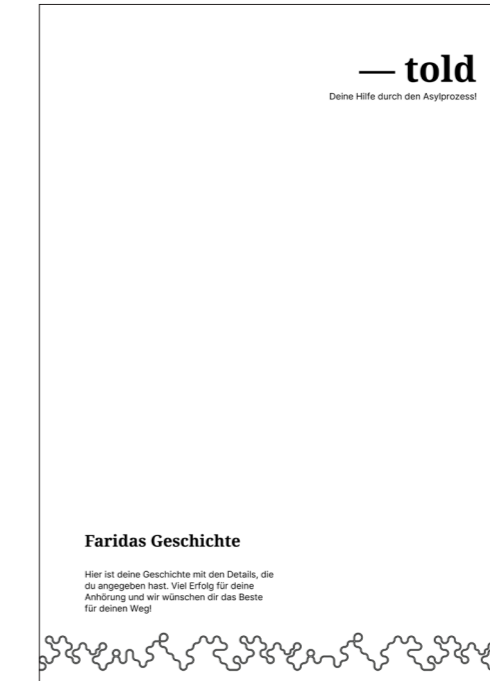 — told
Deine Hilfe durch den Asylprozess!
Faridas Geschichte
Hier ist deine Geschichte mit den Details, die
du angegeben hast. Viel Erfolg für deine
Anhörung und wir wünschen dir das Beste
für deinen Weg!